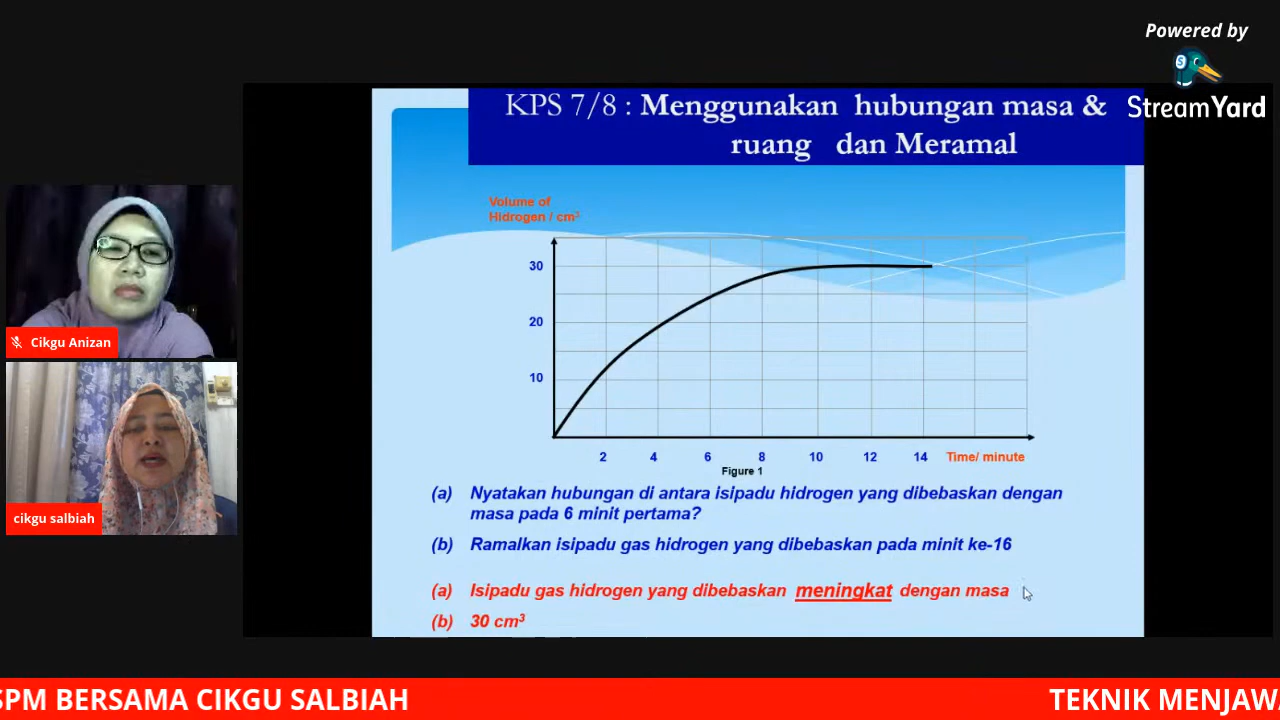 Powered by
StreamYard
KPS 7/8 : Menggunakan hubungan masa &
ruang dan Meramal
Volume of
Hidrogen / cm³
30
20
10
2 4 6 8 10 12 14 Time/ minute
Figure 1
(a) Nyatakan hubungan di antara isipadu hidrogen yang dibebaskan dengan
masa pada 6 minit pertama?
(b) Ramalkan isipadu gas hidrogen yang dibebaskan pada minit ke-16
(a) Isipadu gas hidrogen yang dibebaskan meningkat dengan masa
(b) 30 cm³
Cikgu Anizan
cikgu salbiah
SPM BERSAMA CIKGU SALBIAH
TEKNIK MENJAWA